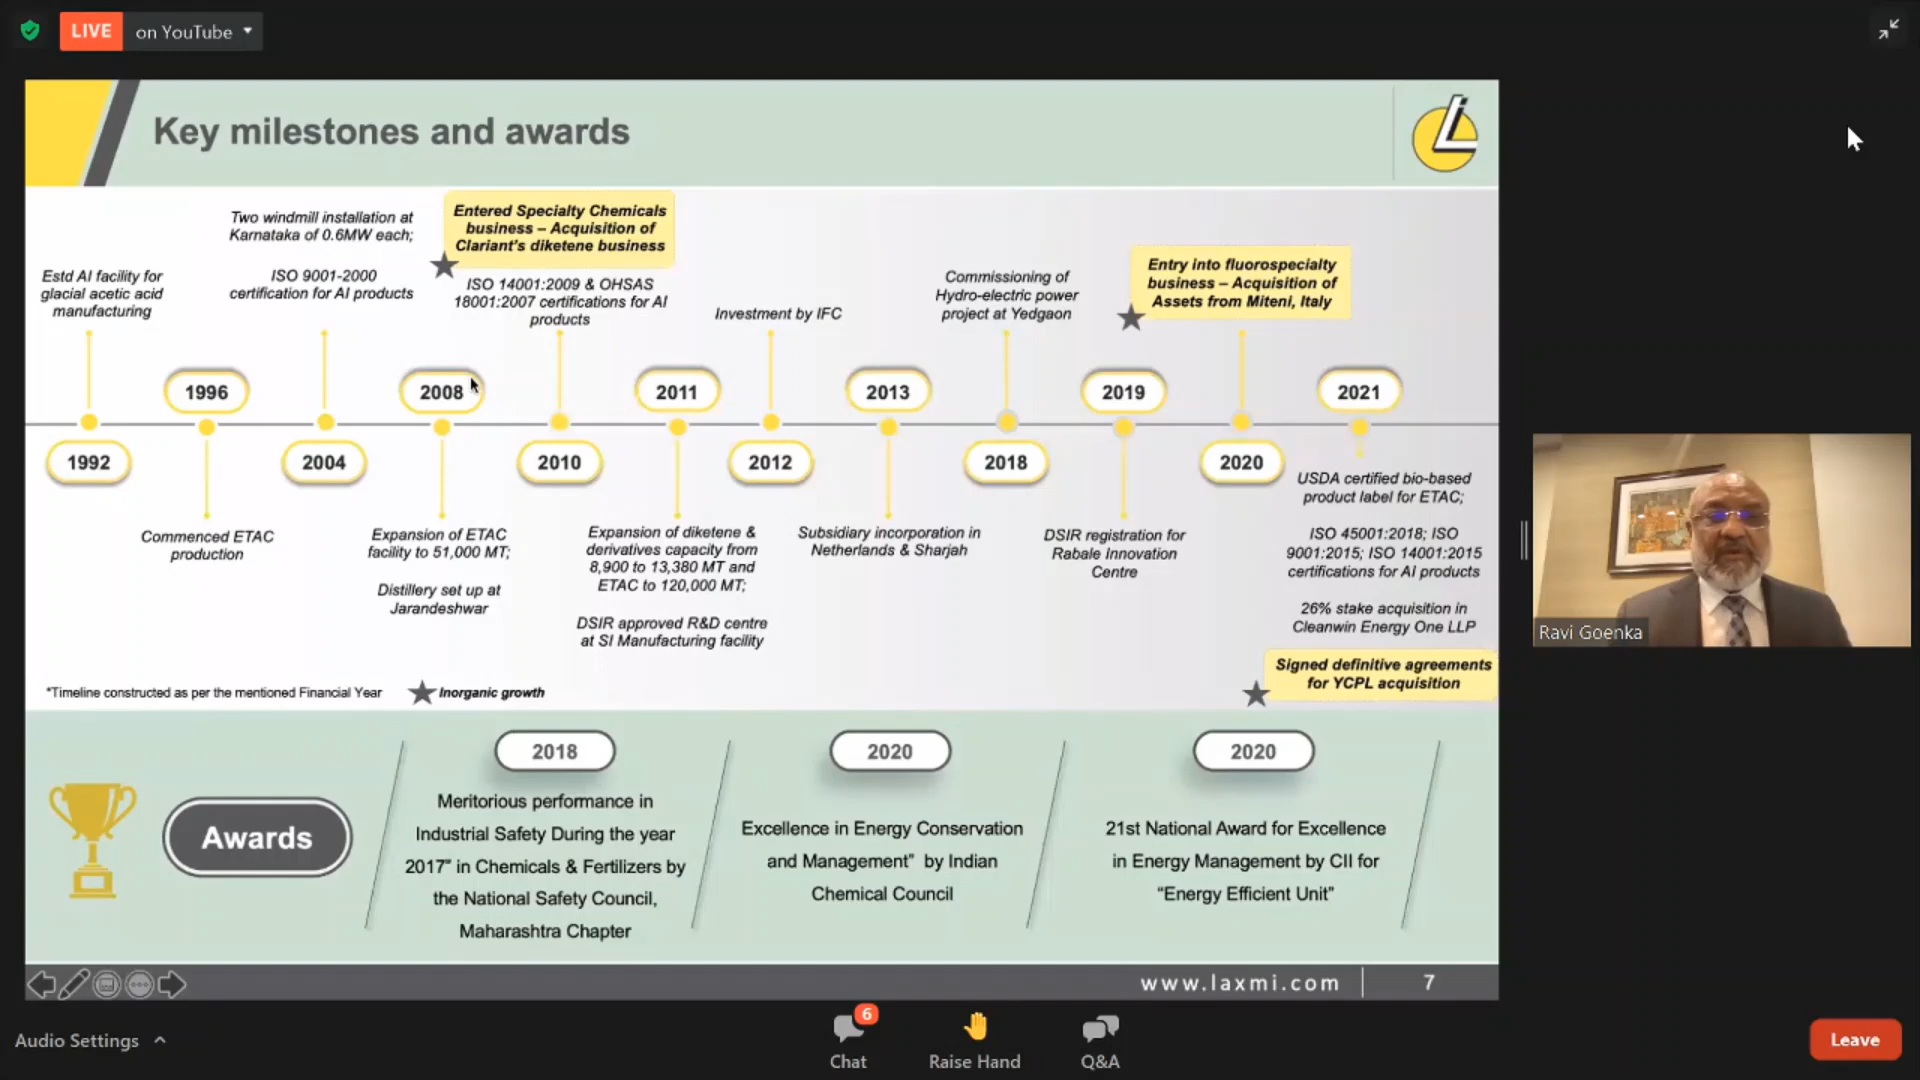 LIVE on YouTube
Key milestones and awards
Two windmill installation at
Karnataka of 0.6MW each;
ISO 9001-2000
certification for AI products
Entered Specialty Chemicals
business – Acquisition of
Clariant's diketene business
ISO 14001:2009 & OHSAS
18001:2007 certifications for AI
products
Estd AI facility for
glacial acetic acid
manufacturing
Investment by IFC
Commissioning of
Hydro-electric power
project at Yedgaon
Entry into fluorospecialty
business – Acquisition of
Assets from Miteni, Italy
1996
2008
2011
2013
2019
2021
1992
2004
2010
2012
2018
2020
Commenced ETAC
production
Expansion of ETAC
facility to 51,000 MT;
Distillery set up at
Jarandeshwar
Expansion of diketene &
derivatives capacity from
8,900 to 13,380 MT and
ETAC to 120,000 MT;
DSIR approved R&D centre
at SI Manufacturing facility
Subsidiary incorporation in
Netherlands & Sharjah
DSIR registration for
Rabale Innovation
Centre
USDA certified bio-based
product label for ETAC;
ISO 45001:2018; ISO
9001:2015; ISO 14001:2015
certifications for AI products
26% stake acquisition in
Cleanwin Energy One LLP
Signed definitive agreements
for YCPL acquisition
*Timeline constructed as per the mentioned Financial Year
Inorganic growth
Awards
2018
Meritorious performance in
Industrial Safety During the year
2017" in Chemicals & Fertilizers by
the National Safety Council,
Maharashtra Chapter
2020
Excellence in Energy Conservation
and Management" by Indian
Chemical Council
2020
21st National Award for Excellence
in Energy Management by CII for
"Energy Efficient Unit"
www.laxmi.com
7
Ravi Goenka
Audio Settings
6
Chat
Raise Hand
Q&A
Leave